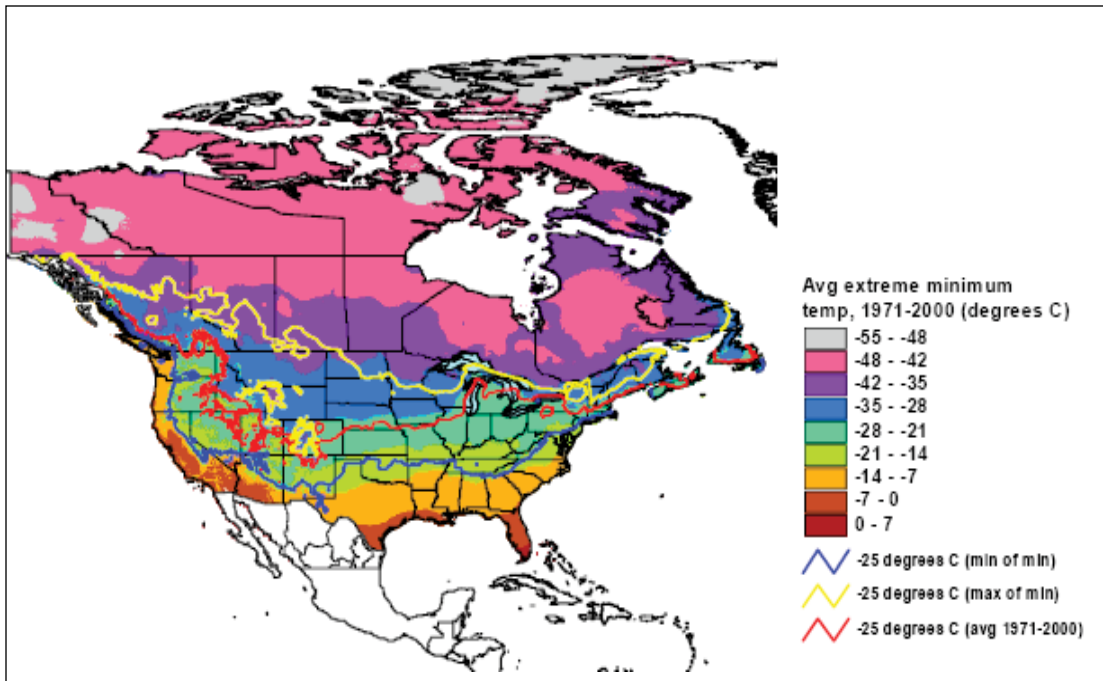 Avg extreme minimum
temp, 1971-2000 (degrees C)
-55 - -48
-48 - -42
-42 - -35
-35 - -28
-28 - -21
-21 - -14
-14 - -7
-7 - 0
0 - 7
-25 degrees C (min of min)
-25 degrees C (max of min)
-25 degrees C (avg 1971-2000)